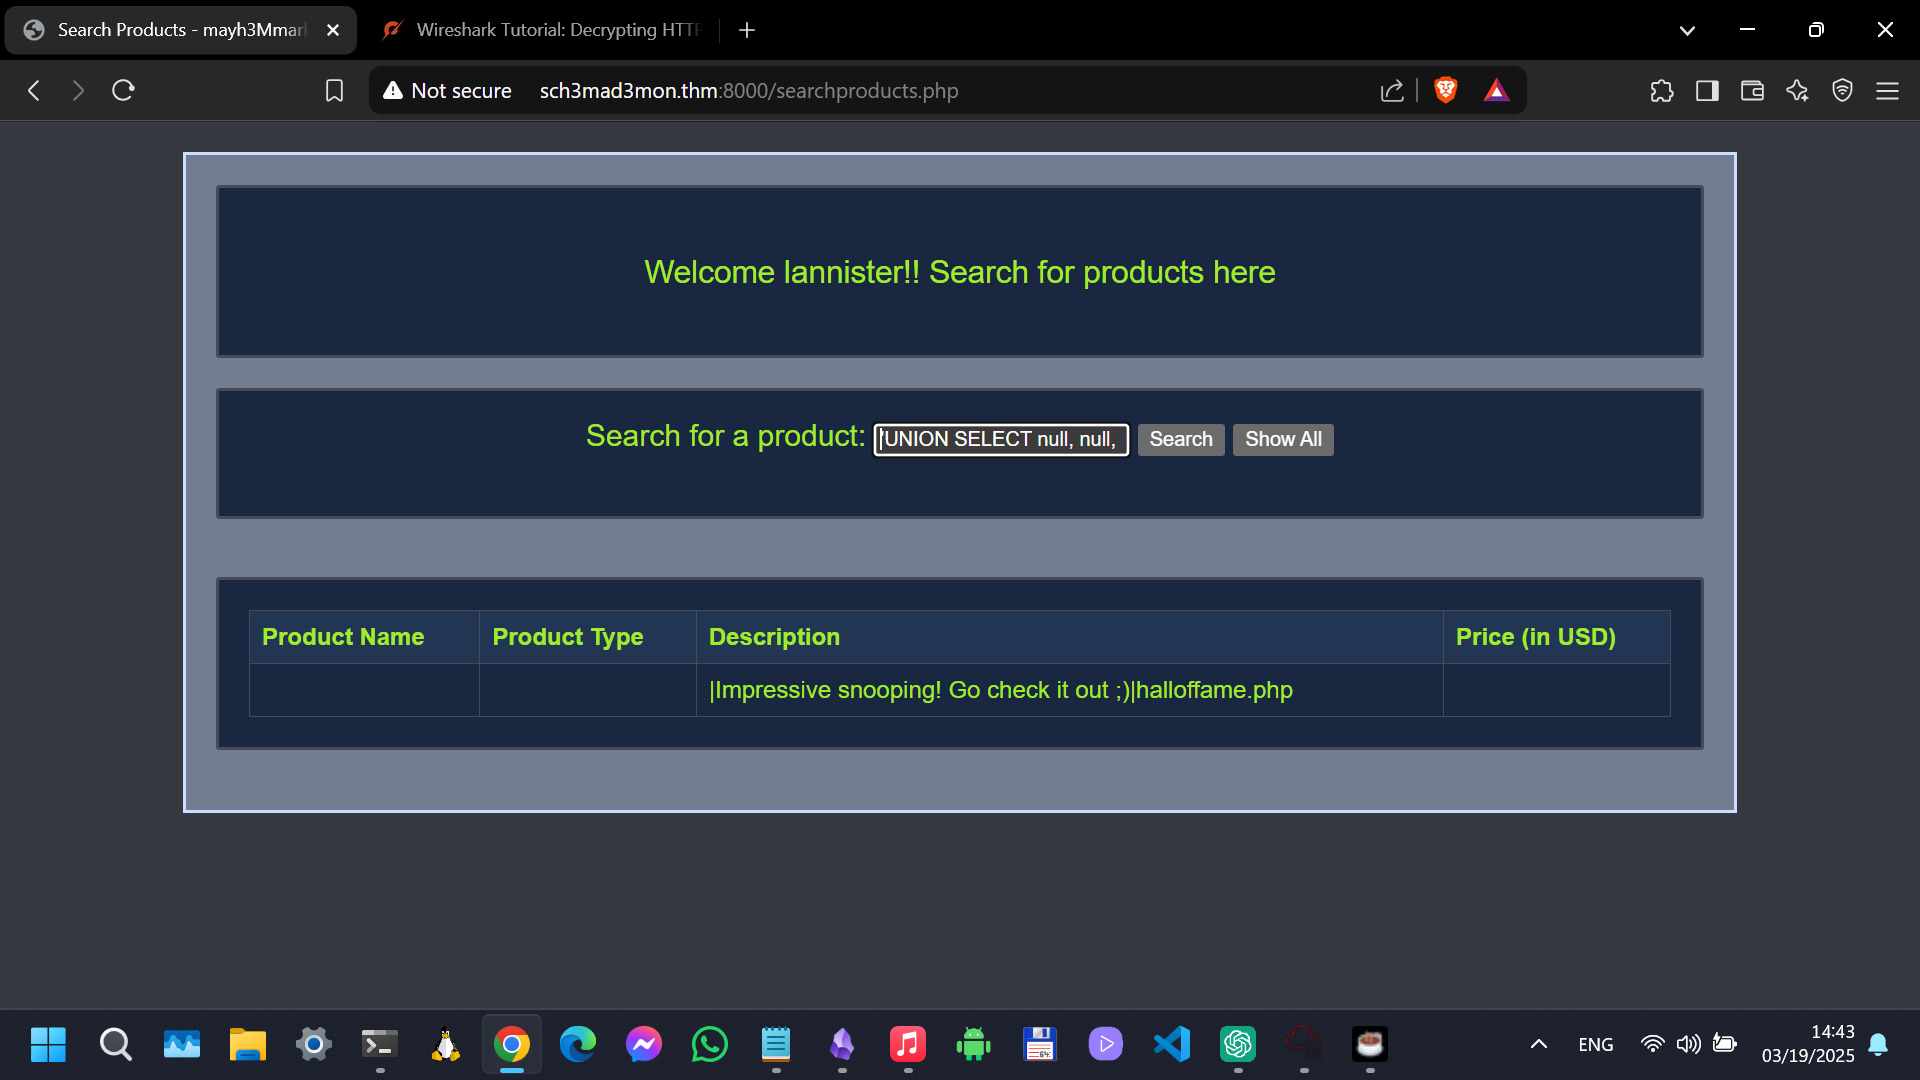 Search Products - mayh3Mmar
Wireshark Tutorial: Decrypting HTTP
Not secure sch3mad3mon.thm:8000/searchproducts.php
Welcome lannister!! Search for products here
Search for a product: 'UNION SELECT null, null, Search Show All
Product Name Product Type Description Price (in USD)
|Impressive snooping! Go check it out ;)|halloffame.php
64
ENG
14:43
03/19/2025